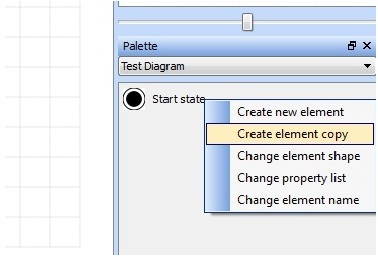 Palette
Test Diagram
Start state
Create new element
Create element copy
Change element shape
Change property list
Change element name